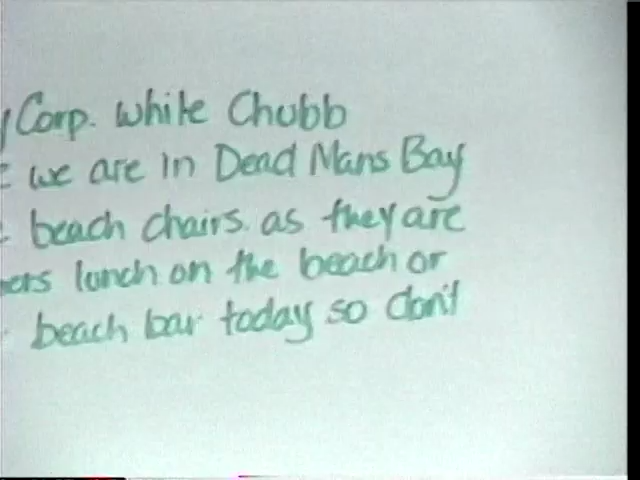 Corp. while Chubb
we are in Dead Mans Bay
beach chairs. as they are
lunch on the beach or
beach bar today so don't